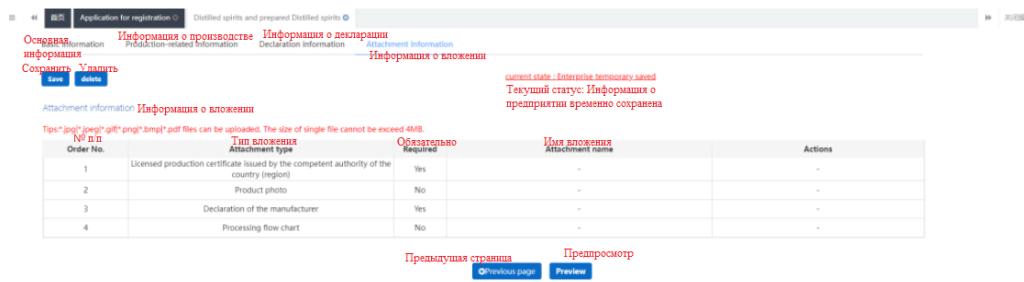 首页 Application for registration Distilled spirits and prepared Distilled spirits
Основная информация Информация о производстве Информация о декларации
Basic Information Production-related Information Declaration information Attachment Information
Информация о вложении
Сохранить Удалить
Save delete
current state : Enterprise temporary saved
Текущий статус: Информация о предприятии временно сохранена
Attachment information Информация о вложении
Tips:*.jpg|*.jpeg|*.gif|*.png|*.bmp|*.pdf files can be uploaded. The size of single file cannot be exceed 4MB.
№ п/п Тип вложения Обязательно Имя вложения
Order No. Attachment type Required Attachment name Actions
1 Licensed production certificate issued by the competent authority of the country (region) Yes - -
2 Product photo No - -
3 Declaration of the manufacturer Yes - -
4 Processing flow chart No - -
Предыдущая страница Предпросмотр
Previous page Preview